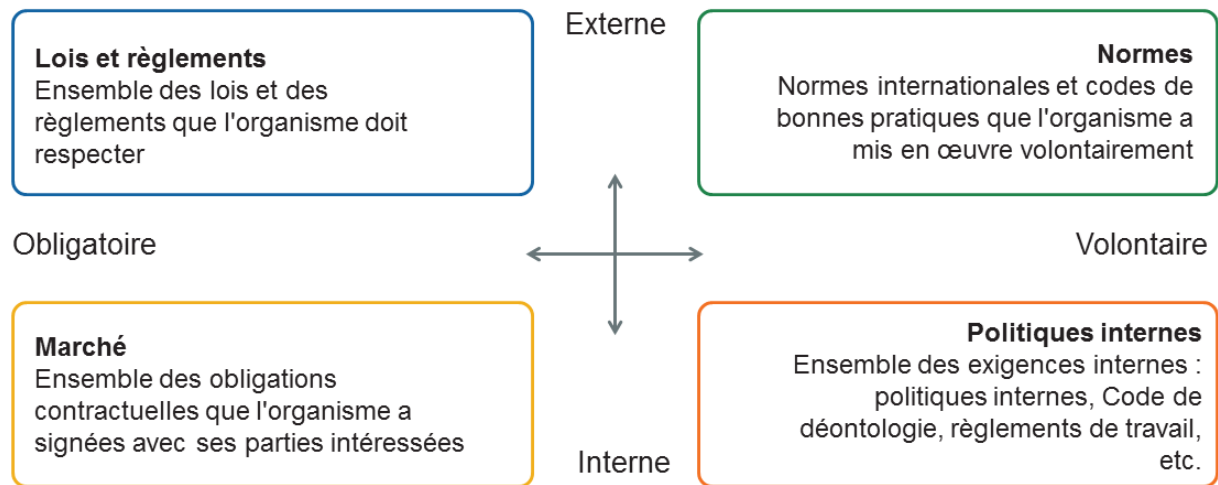 Externe
Lois et règlements
Ensemble des lois et des
règlements que l'organisme doit
respecter
Normes
Normes internationales et codes de
bonnes pratiques que l'organisme a
mis en œuvre volontairement
Obligatoire
Volontaire
Marché
Ensemble des obligations
contractuelles que l'organisme a
signées avec ses parties intéressées
Politiques internes
Ensemble des exigences internes :
politiques internes, Code de
déontologie, règlements de travail,
etc.
Interne